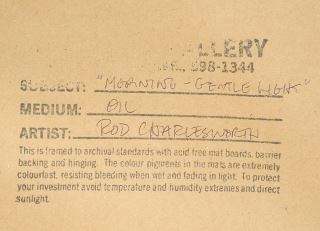 ALLERY
598-1344
SUBJECT: "MORNING - GENTLE LIGHT"
MEDIUM: OIL
ARTIST: ROD CHARLESWORTH
This is framed to archival standards with acid free mat boards, barrier
backing and hinging. The colour pigments in the mats are extremely
colourfast, resisting bleeding when wet and fading in light. To protect
your investment avoid temperature and humidity extremes and direct
sunlight.